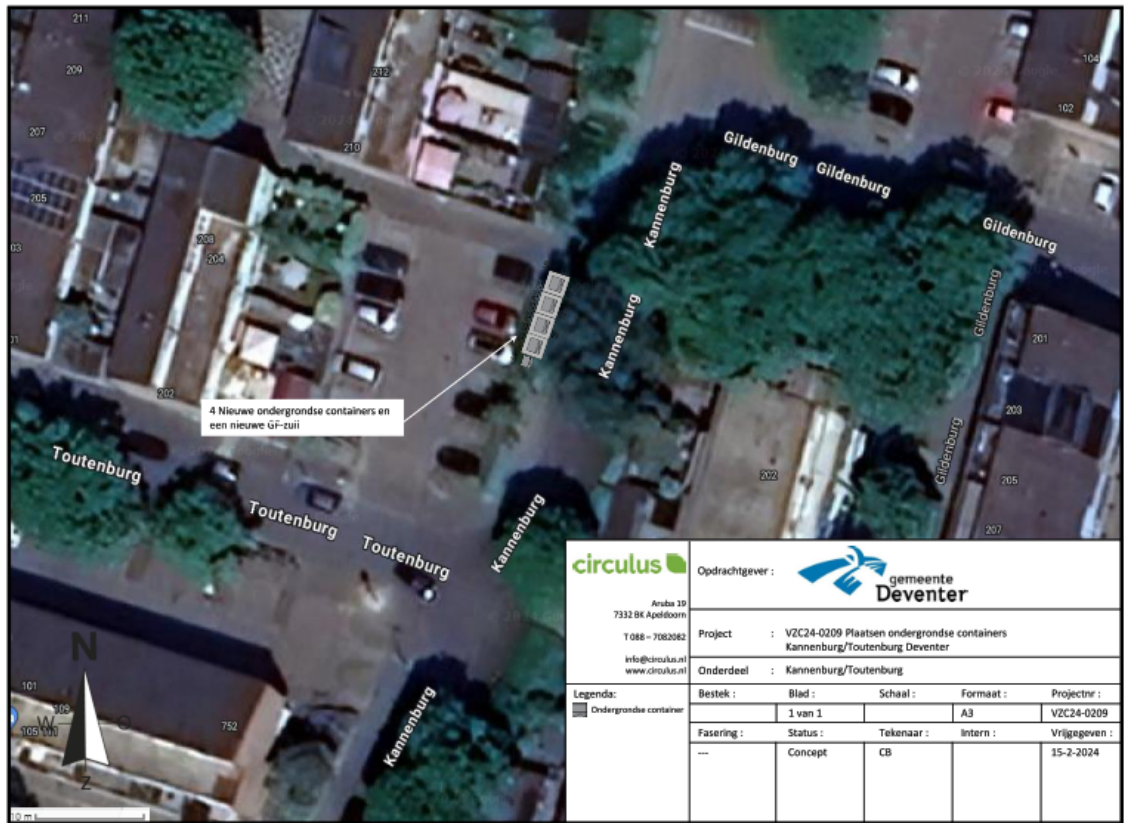 211
209
207
205
03
01
212
210
208
204
202
104
102
Gildenburg
Gildenburg
Gildenburg
Kannenburg
Kannenburg
Gildenburg
Gildenburg
201
203
205
207
202
4 Nieuwe ondergrondse containers en
een nieuwe GF-zuil
Toutenburg
Toutenburg
Toutenburg
Kannenburg
Kannenburg
101
109
752
N
W
O
Z
10 m
circulus
Aruba 19
7332 BK Apeldoorn
T 088 – 7082082
info@circulus.nl
www.circulus.nl
Legenda:
Ondergrondse container
Opdrachtgever :
gemeente
Deventer
Project : VZC24-0209 Plaatsen ondergrondse containers
Kannenburg/Toutenburg Deventer
Onderdeel : Kannenburg/Toutenburg
Bestek : Blad : Schaal : Formaat : Projectnr :
1 van 1 A3 VZC24-0209
Fasering : Status : Tekenaar : Intern : Vrijgegeven :
--- Concept CB 15-2-2024